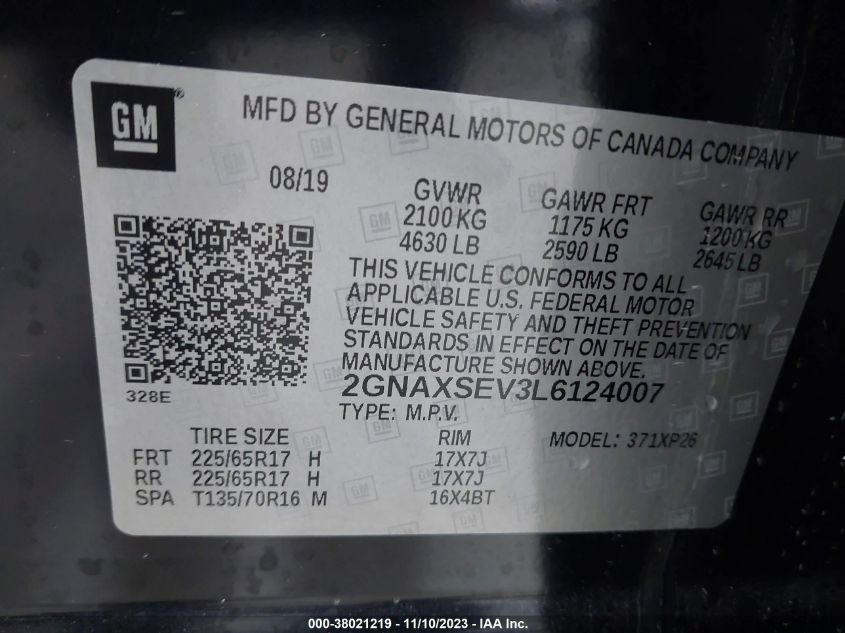 GM ®
MFD BY GENERAL MOTORS OF CANADA COMPANY
08/19
GVWR GAWR FRT GAWR RR
2100 KG 1175 KG 1200 KG
4630 LB 2590 LB 2645 LB
THIS VEHICLE CONFORMS TO ALL
APPLICABLE U.S. FEDERAL MOTOR
VEHICLE SAFETY AND THEFT PREVENTION
STANDARDS IN EFFECT ON THE DATE OF
MANUFACTURE SHOWN ABOVE.
2GNAXSEV3L6124007
328E
TYPE: M.P.V.
TIRE SIZE RIM MODEL: 371XP26
FRT 225/65R17 H 17X7J
RR 225/65R17 H 17X7J
SPA T135/70R16 M 16X4BT
000-38021219 - 11/10/2023 - IAA Inc.